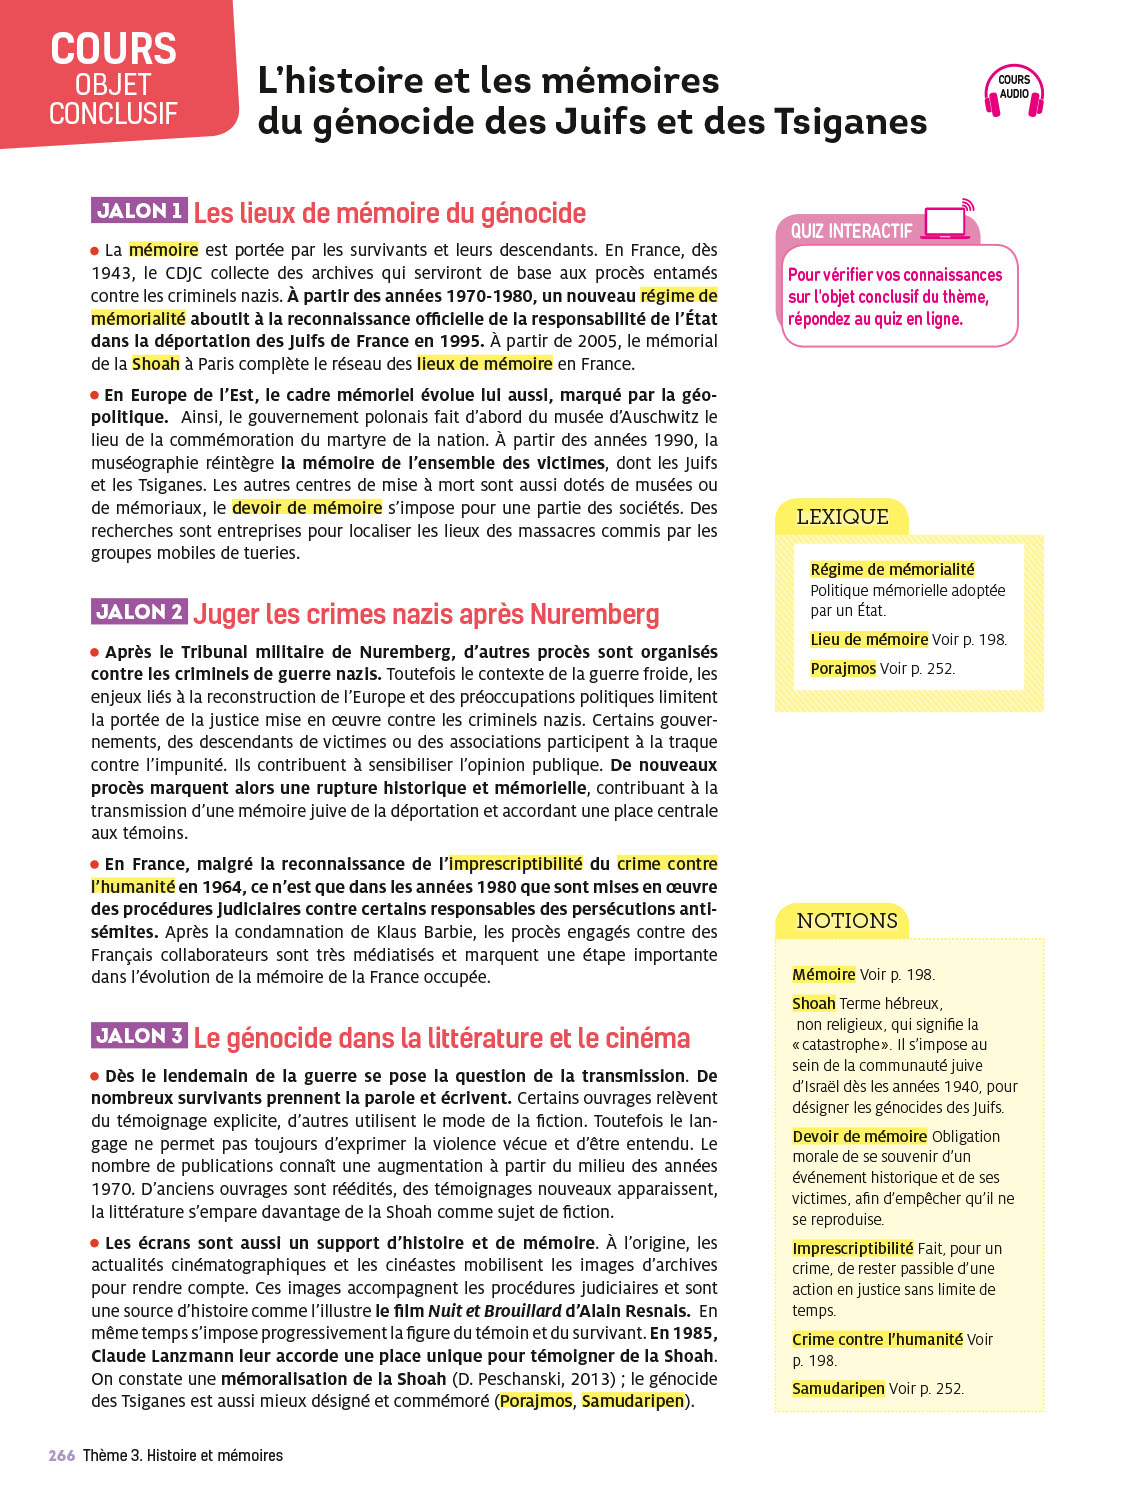 COURS
OBJET
CONCLUSIF
L'histoire et les mémoires
du génocide des Juifs et des Tsiganes
COURS
AUDIO
JALON 1 Les lieux de mémoire du génocide
• La mémoire est portée par les survivants et leurs descendants. En France, dès
1943, le CDJC collecte des archives qui serviront de base aux procès entamés
contre les criminels nazis. À partir des années 1970-1980, un nouveau régime de
mémorialité aboutit à la reconnaissance officielle de la responsabilité de l'État
dans la déportation des Juifs de France en 1995. À partir de 2005, le mémorial
de la Shoah à Paris complète le réseau des lieux de mémoire en France.
• En Europe de l'Est, le cadre mémoriel évolue lui aussi, marqué par la géo-
politique. Ainsi, le gouvernement polonais fait d'abord du musée d'Auschwitz le
lieu de la commémoration du martyre de la nation. À partir des années 1990, la
muséographie réintègre la mémoire de l'ensemble des victimes, dont les Juifs
et les Tsiganes. Les autres centres de mise à mort sont aussi dotés de musées ou
de mémoriaux, le devoir de mémoire s'impose pour une partie des sociétés. Des
recherches sont entreprises pour localiser les lieux des massacres commis par les
groupes mobiles de tueries.
JALON 2 Juger les crimes nazis après Nuremberg
• Après le Tribunal militaire de Nuremberg, d'autres procès sont organisés
contre les criminels de guerre nazis. Toutefois le contexte de la guerre froide, les
enjeux liés à la reconstruction de l'Europe et des préoccupations politiques limitent
la portée de la justice mise en œuvre contre les criminels nazis. Certains gouver-
nements, des descendants de victimes ou des associations participent à la traque
contre l'impunité. Ils contribuent à sensibiliser l'opinion publique. De nouveaux
procès marquent alors une rupture historique et mémorielle, contribuant à la
transmission d'une mémoire juive de la déportation et accordant une place centrale
aux témoins.
• En France, malgré la reconnaissance de l'imprescriptibilité du crime contre
l'humanité en 1964, ce n'est que dans les années 1980 que sont mises en œuvre
des procédures judiciaires contre certains responsables des persécutions anti-
sémites. Après la condamnation de Klaus Barbie, les procès engagés contre des
Français collaborateurs sont très médiatisés et marquent une étape importante
dans l'évolution de la mémoire de la France occupée.
JALON 3 Le génocide dans la littérature et le cinéma
• Dès le lendemain de la guerre se pose la question de la transmission. De
nombreux survivants prennent la parole et écrivent. Certains ouvrages relèvent
du témoignage explicite, d'autres utilisent le mode de la fiction. Toutefois le lan-
gage ne permet pas toujours d'exprimer la violence vécue et d'être entendu. Le
nombre de publications connaît une augmentation à partir du milieu des années
1970. D'anciens ouvrages sont réédités, des témoignages nouveaux apparaissent,
la littérature s'empare davantage de la Shoah comme sujet de fiction.
• Les écrans sont aussi un support d'histoire et de mémoire. À l'origine, les
actualités cinématographiques et les cinéastes mobilisent les images d'archives
pour rendre compte. Ces images accompagnent les procédures judiciaires et sont
une source d'histoire comme l'illustre le film Nuit et Brouillard d'Alain Resnais. En
même temps s'impose progressivement la figure du témoin et du survivant. En 1985,
Claude Lanzmann leur accorde une place unique pour témoigner de la Shoah.
On constate une mémoralisation de la Shoah (D. Peschanski, 2013) ; le génocide
des Tsiganes est aussi mieux désigné et commémoré (Porajmos, Samudaripen).
QUIZ INTERACTIF
Pour vérifier vos connaissances
sur l'objet conclusif du thème,
répondez au quiz en ligne.
LEXIQUE
Régime de mémorialité
Politique mémorielle adoptée
par un État.
Lieu de mémoire Voir p. 198.
Porajmos Voir p. 252.
NOTIONS
Mémoire Voir p. 198.
Shoah Terme hébreux,
non religieux, qui signifie la
« catastrophe ». Il s'impose au
sein de la communauté juive
d'Israël dès les années 1940, pour
désigner les génocides des Juifs.
Devoir de mémoire Obligation
morale de se souvenir d'un
événement historique et de ses
victimes, afin d'empêcher qu'il ne
se reproduise.
Imprescriptibilité Fait, pour un
crime, de rester passible d'une
action en justice sans limite de
temps.
Crime contre l'humanité Voir
p. 198.
Samudaripen Voir p. 252.
266 Thème 3. Histoire et mémoires